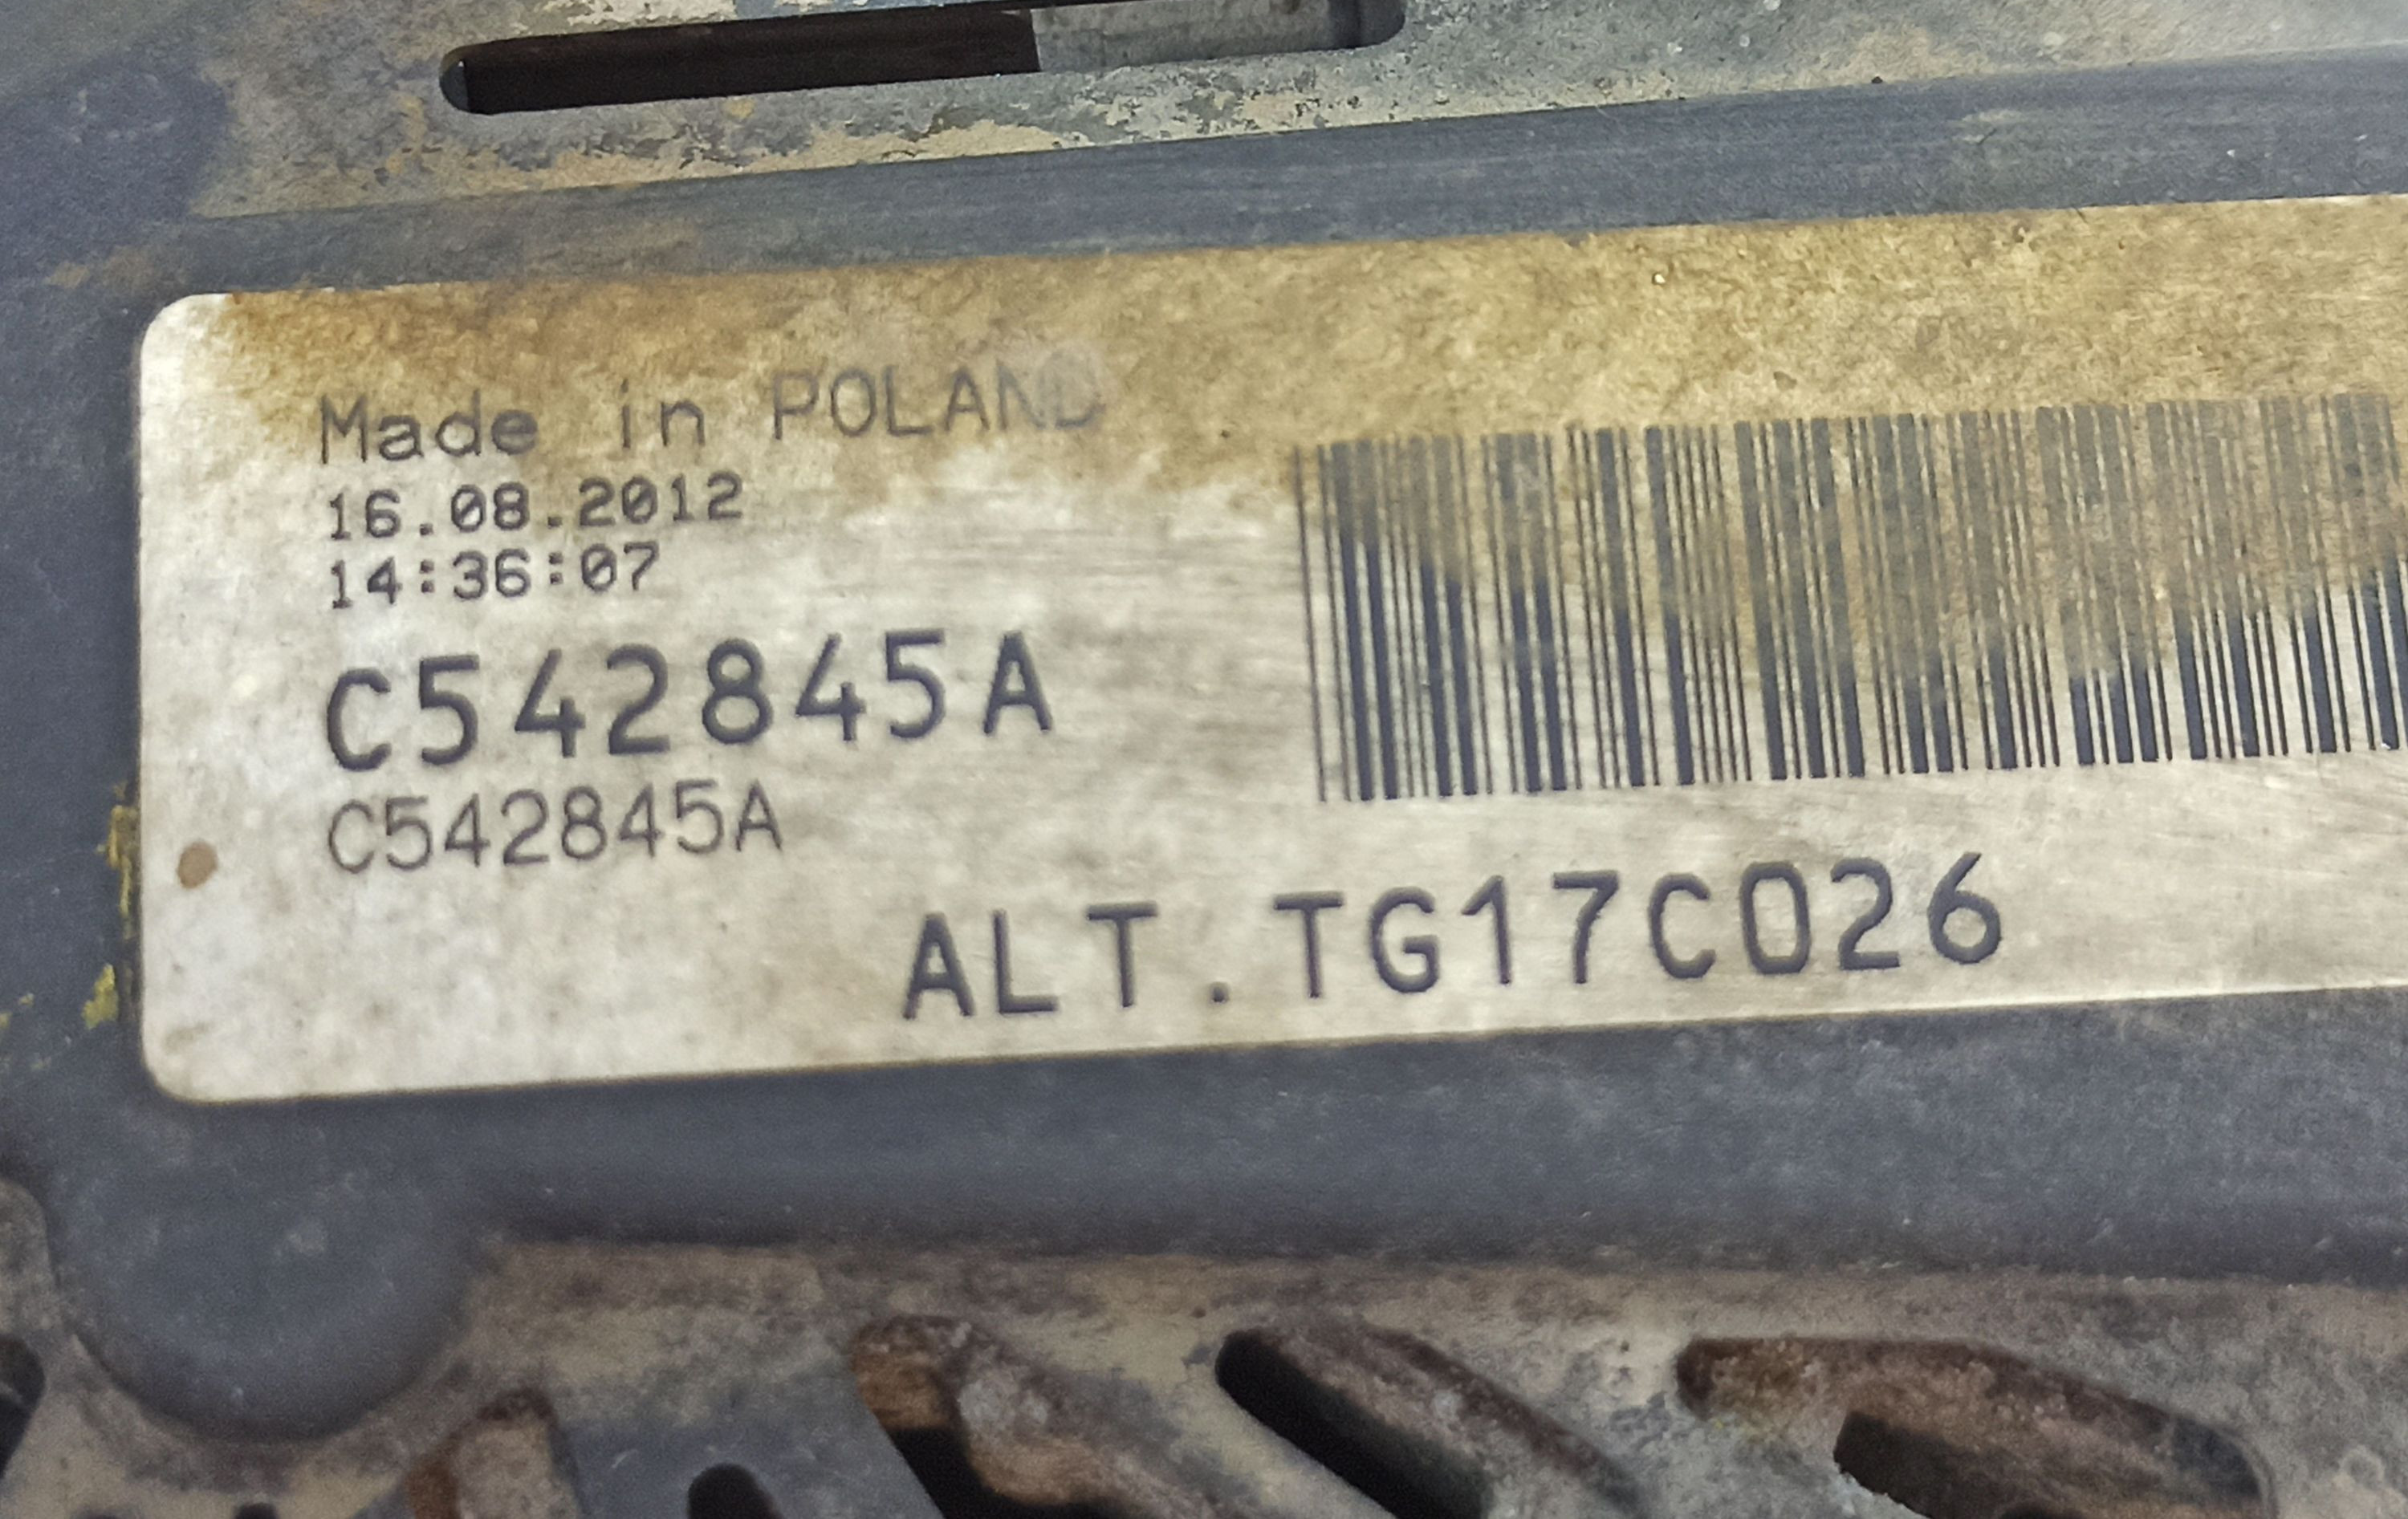 Made in POLAND
16.08.2012
14:36:07
C542845A
C542845A
ALT.TG17C026